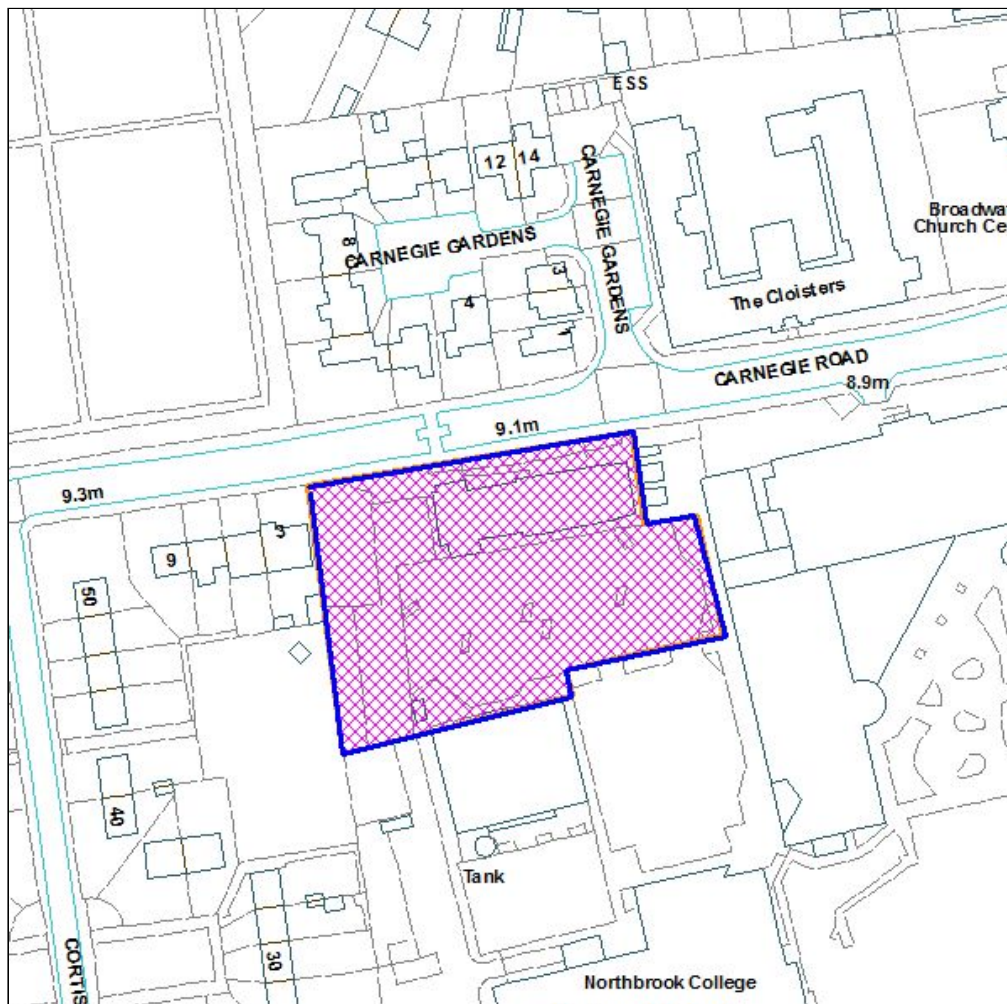 ESS
12
14
CARNEGIE GARDENS
Broadwa
Church Ce
8
CARNEGIE GARDENS
3
The Cloisters
4
1
CARNEGIE ROAD
8.9m
9.1m
9.3m
3
9
50
40
Tank
30
CORTIS
Northbrook College